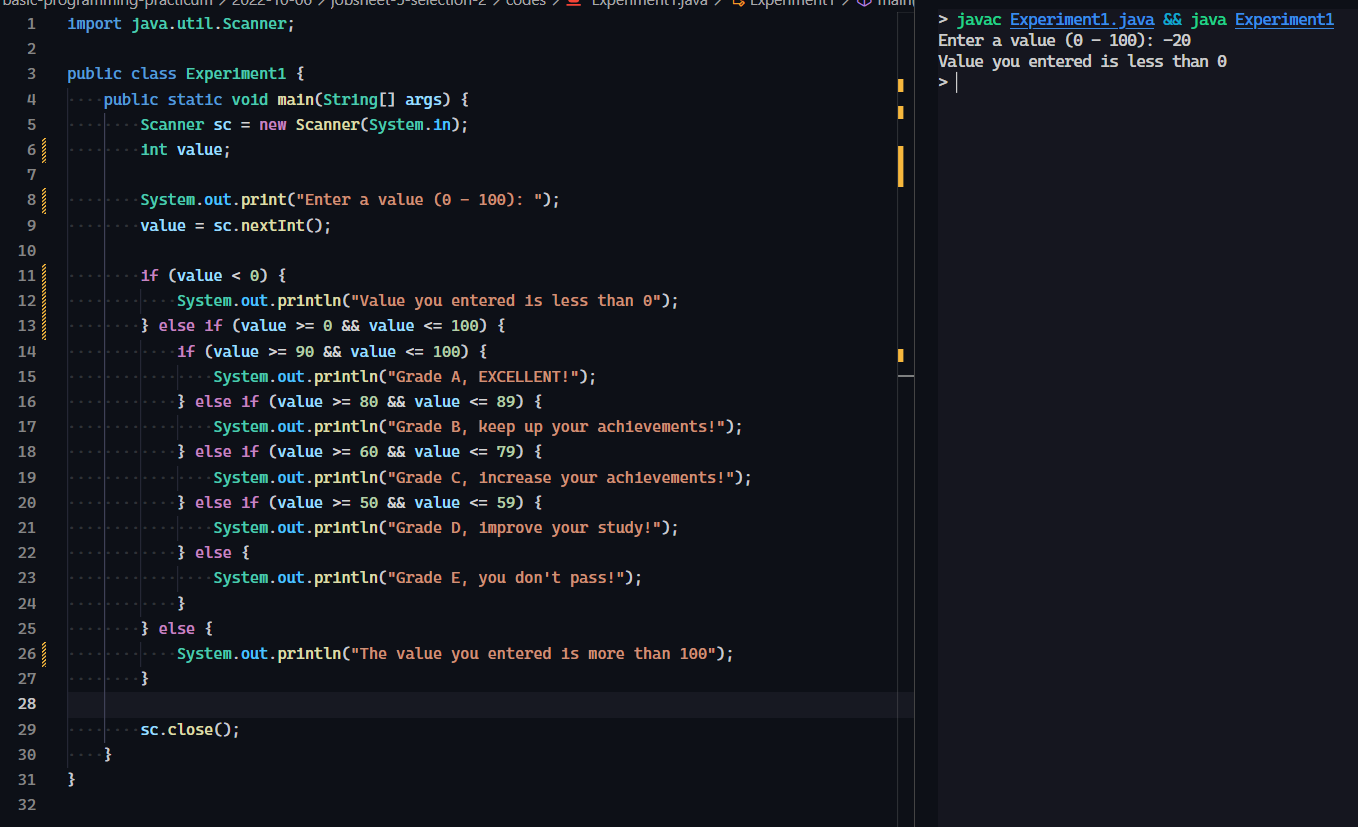 basic-programming-practicum / 2022-10-06 / jobsheet-5-selection-2 / codes / Experiment1.java / Experiment1 / main(
1 import java.util.Scanner;
2
3 public class Experiment1 {
4 public static void main(String[] args) {
5 Scanner sc = new Scanner(System.in);
6 int value;
7
8 System.out.print("Enter a value (0 - 100): ");
9 value = sc.nextInt();
10
11 if (value < 0) {
12 System.out.println("Value you entered is less than 0");
13 } else if (value >= 0 && value <= 100) {
14 if (value >= 90 && value <= 100) {
15 System.out.println("Grade A, EXCELLENT!");
16 } else if (value >= 80 && value <= 89) {
17 System.out.println("Grade B, keep up your achievements!");
18 } else if (value >= 60 && value <= 79) {
19 System.out.println("Grade C, increase your achievements!");
20 } else if (value >= 50 && value <= 59) {
21 System.out.println("Grade D, improve your study!");
22 } else {
23 System.out.println("Grade E, you don't pass!");
24 }
25 } else {
26 System.out.println("The value you entered is more than 100");
27 }
28
29 sc.close();
30 }
31 }
32
> javac Experiment1.java && java Experiment1
Enter a value (0 - 100): -20
Value you entered is less than 0
>